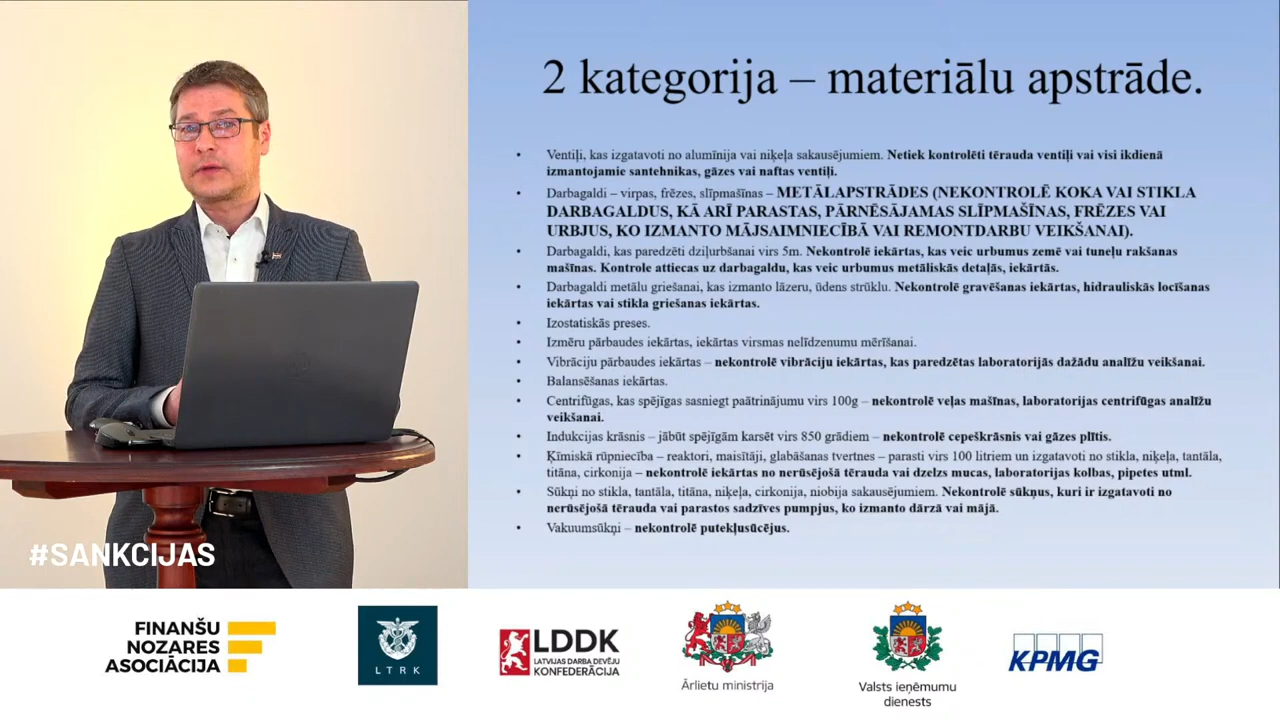 2 kategorija – materiālu apstrāde.
• Ventiļi, kas izgatavoti no alumīnija vai niķeļa sakausējumiem. Netiek kontrolēti tērauda ventiļi vai visi ikdienā
izmantojamie santehnikas, gāzes vai naftas ventiļi.
• Darbagaldi – virpas, frēzes, slīpmašīnas – METĀLAPSTRĀDES (NEKONTROLĒ KOKA VAI STIKLA
DARBAGALDUS, KĀ ARĪ PARASTAS, PĀRNĒSĀJAMAS SLĪPMAŠĪNAS, FRĒZES VAI
URBJUS, KO IZMANTO MĀJSAIMNIECĪBĀ VAI REMONTDARBU VEIKŠANAI).
• Darbagaldi, kas paredzēti dziļurbšanai virs 5m. Nekontrolē iekārtas, kas veic urbumus zemē vai tuneļu rakšanas
mašīnas. Kontrole attiecas uz darbagaldu, kas veic urbumus metāliskās detaļās, iekārtās.
• Darbagaldi metālu griešanai, kas izmanto lāzeru, ūdens strūklu. Nekontrolē gravēšanas iekārtas, hidrauliskās locīšanas
iekārtas vai stikla griešanas iekārtas.
• Izostatiskās preses.
• Izmēru pārbaudes iekārtas, iekārtas virsmas nelīdzenumu mērīšanai.
• Vibrāciju pārbaudes iekārtas – nekontrolē vibrāciju iekārtas, kas paredzētas laboratorijās dažādu analīžu veikšanai.
• Balansēšanas iekārtas.
• Centrifūgas, kas spējīgas sasniegt paātrinājumu virs 100g – nekontrolē veļas mašīnas, laboratorijas centrifūgas analīžu
veikšanai.
• Indukcijas krāsnis – jābūt spējīgām karsēt virs 850 grādiem – nekontrolē cepeškrāsnis vai gāzes plītis.
• Ķīmiskā rūpniecība – reaktori, maisītāji, glabāšanas tvertnes – parasti virs 100 litriem un izgatavoti no stikla, niķeļa, tantāla,
titāna, cirkonija – nekontrolē iekārtas no nerūsējošā tērauda vai dzelzs mucas, laboratorijas kolbas, pipetes utml.
• Sūkņi no stikla, tantāla, titāna, niķeļa, cirkonija, niobija sakausējumiem. Nekontrolē sūkņus, kuri ir izgatavoti no
nerūsējošā tērauda vai parastos sadzīves pumpjus, ko izmanto dārzā vai mājā.
• Vakuumsūkņi – nekontrolē putekļusūcējus.
#SANKCIJAS
FINANŠU
NOZARES
ASOCIĀCIJA
LTRK
LDDK
LATVIJAS DARBA DEVĒJU
KONFEDERĀCIJA
Ārlietu ministrija
Valsts ieņēmumu
dienests
KPMG